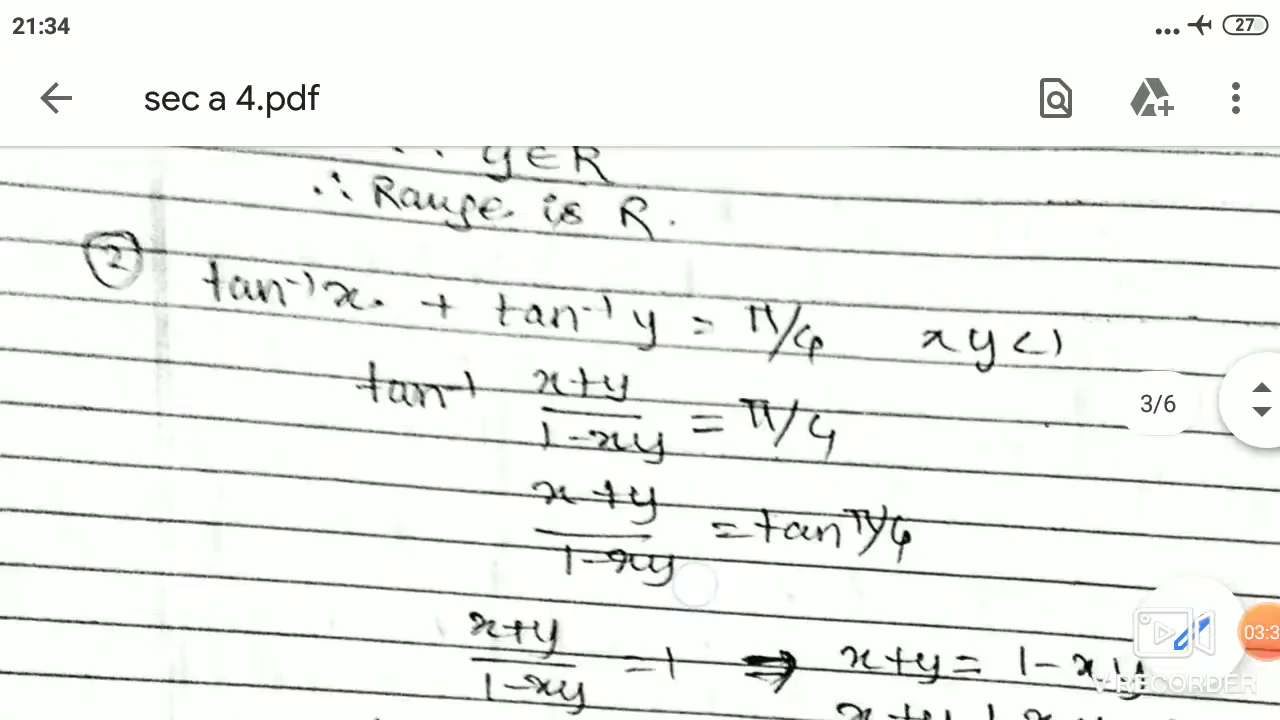 21:34
27
sec a 4.pdf
∴ y∈R
∴ Range is R.
② tan⁻¹x. + tan⁻¹y = π/4 xy<1
tan⁻¹ x+y/1-xy = π/4
3/6
x+y/1-xy = tan π/4
x+y/1-xy = 1 ⇒ x+y = 1-xy
03:3
VRECORDER